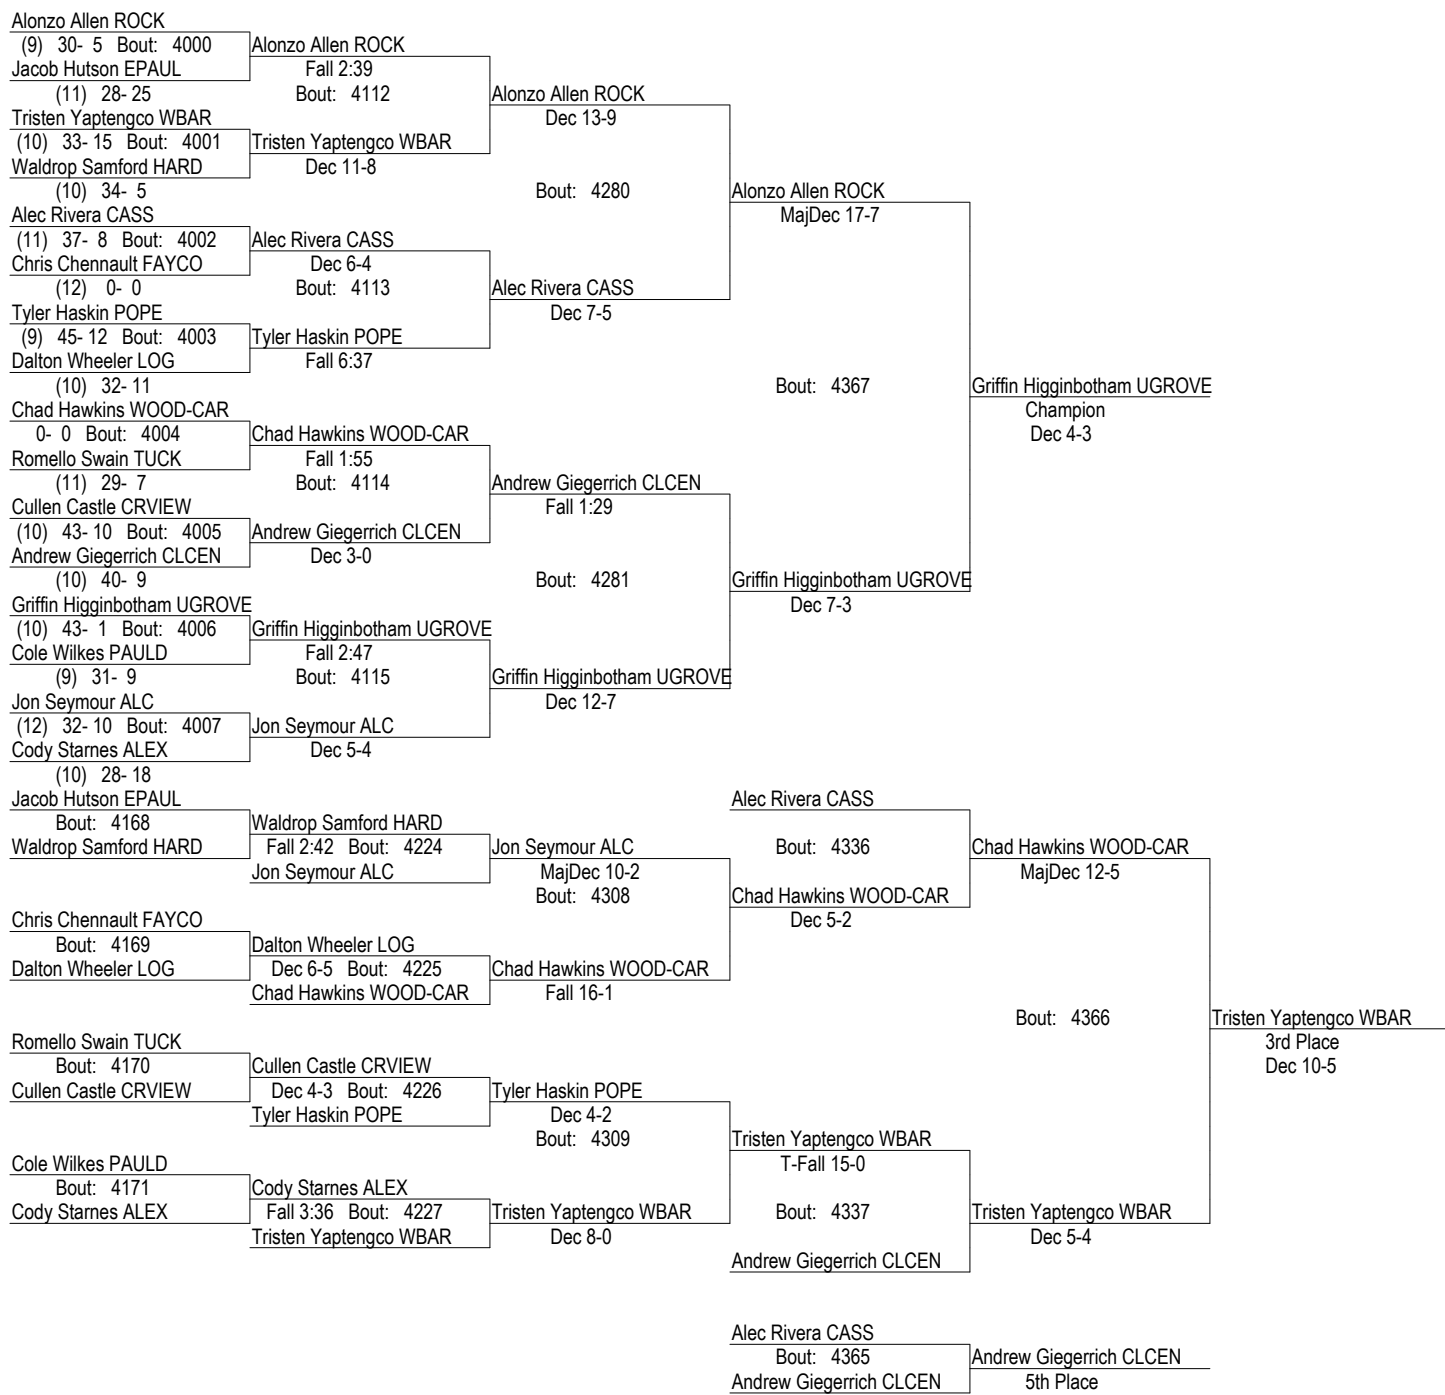 Alonzo Allen ROCK
(9) 30- 5 Bout: 4000
Alonzo Allen ROCK
Jacob Hutson EPAUL
Fall 2:39
(11) 28- 25
Bout: 4112
Alonzo Allen ROCK
Tristen Yaptengco WBAR
Dec 13-9
(10) 33- 15 Bout: 4001
Tristen Yaptengco WBAR
Waldrop Samford HARD
Dec 11-8
(10) 34- 5
Bout: 4280
Alonzo Allen ROCK
Alec Rivera CASS
MajDec 17-7
(11) 37- 8 Bout: 4002
Alec Rivera CASS
Chris Chennault FAYCO
Dec 6-4
(12) 0- 0
Bout: 4113
Alec Rivera CASS
Tyler Haskin POPE
Dec 7-5
(9) 45- 12 Bout: 4003
Tyler Haskin POPE
Dalton Wheeler LOG
Fall 6:37
(10) 32- 11
Bout: 4367
Griffin Higginbotham UGROVE
Chad Hawkins WOOD-CAR
Champion
0- 0 Bout: 4004
Chad Hawkins WOOD-CAR
Dec 4-3
Romello Swain TUCK
Fall 1:55
(11) 29- 7
Bout: 4114
Andrew Giegerrich CLCEN
Cullen Castle CRVIEW
Fall 1:29
(10) 43- 10 Bout: 4005
Andrew Giegerrich CLCEN
Andrew Giegerrich CLCEN
Dec 3-0
(10) 40- 9
Bout: 4281
Griffin Higginbotham UGROVE
Griffin Higginbotham UGROVE
Dec 7-3
(10) 43- 1 Bout: 4006
Griffin Higginbotham UGROVE
Cole Wilkes PAULD
Fall 2:47
(9) 31- 9
Bout: 4115
Griffin Higginbotham UGROVE
Jon Seymour ALC
Dec 12-7
(12) 32- 10 Bout: 4007
Jon Seymour ALC
Cody Starnes ALEX
Dec 5-4
(10) 28- 18
Jacob Hutson EPAUL
Alec Rivera CASS
Bout: 4168
Waldrop Samford HARD
Waldrop Samford HARD
Fall 2:42 Bout: 4224
Jon Seymour ALC
Bout: 4336
Chad Hawkins WOOD-CAR
Jon Seymour ALC
MajDec 10-2
MajDec 12-5
Bout: 4308
Chad Hawkins WOOD-CAR
Chris Chennault FAYCO
Dec 5-2
Bout: 4169
Dalton Wheeler LOG
Dalton Wheeler LOG
Dec 6-5 Bout: 4225
Chad Hawkins WOOD-CAR
Chad Hawkins WOOD-CAR
Fall 16-1
Bout: 4366
Tristen Yaptengco WBAR
Romello Swain TUCK
3rd Place
Bout: 4170
Cullen Castle CRVIEW
Dec 10-5
Cullen Castle CRVIEW
Dec 4-3 Bout: 4226
Tyler Haskin POPE
Tyler Haskin POPE
Dec 4-2
Bout: 4309
Tristen Yaptengco WBAR
Cole Wilkes PAULD
T-Fall 15-0
Bout: 4171
Cody Starnes ALEX
Cody Starnes ALEX
Fall 3:36 Bout: 4227
Tristen Yaptengco WBAR
Bout: 4337
Tristen Yaptengco WBAR
Tristen Yaptengco WBAR
Dec 8-0
Dec 5-4
Andrew Giegerrich CLCEN
Alec Rivera CASS
Bout: 4365
Andrew Giegerrich CLCEN
Andrew Giegerrich CLCEN
5th Place